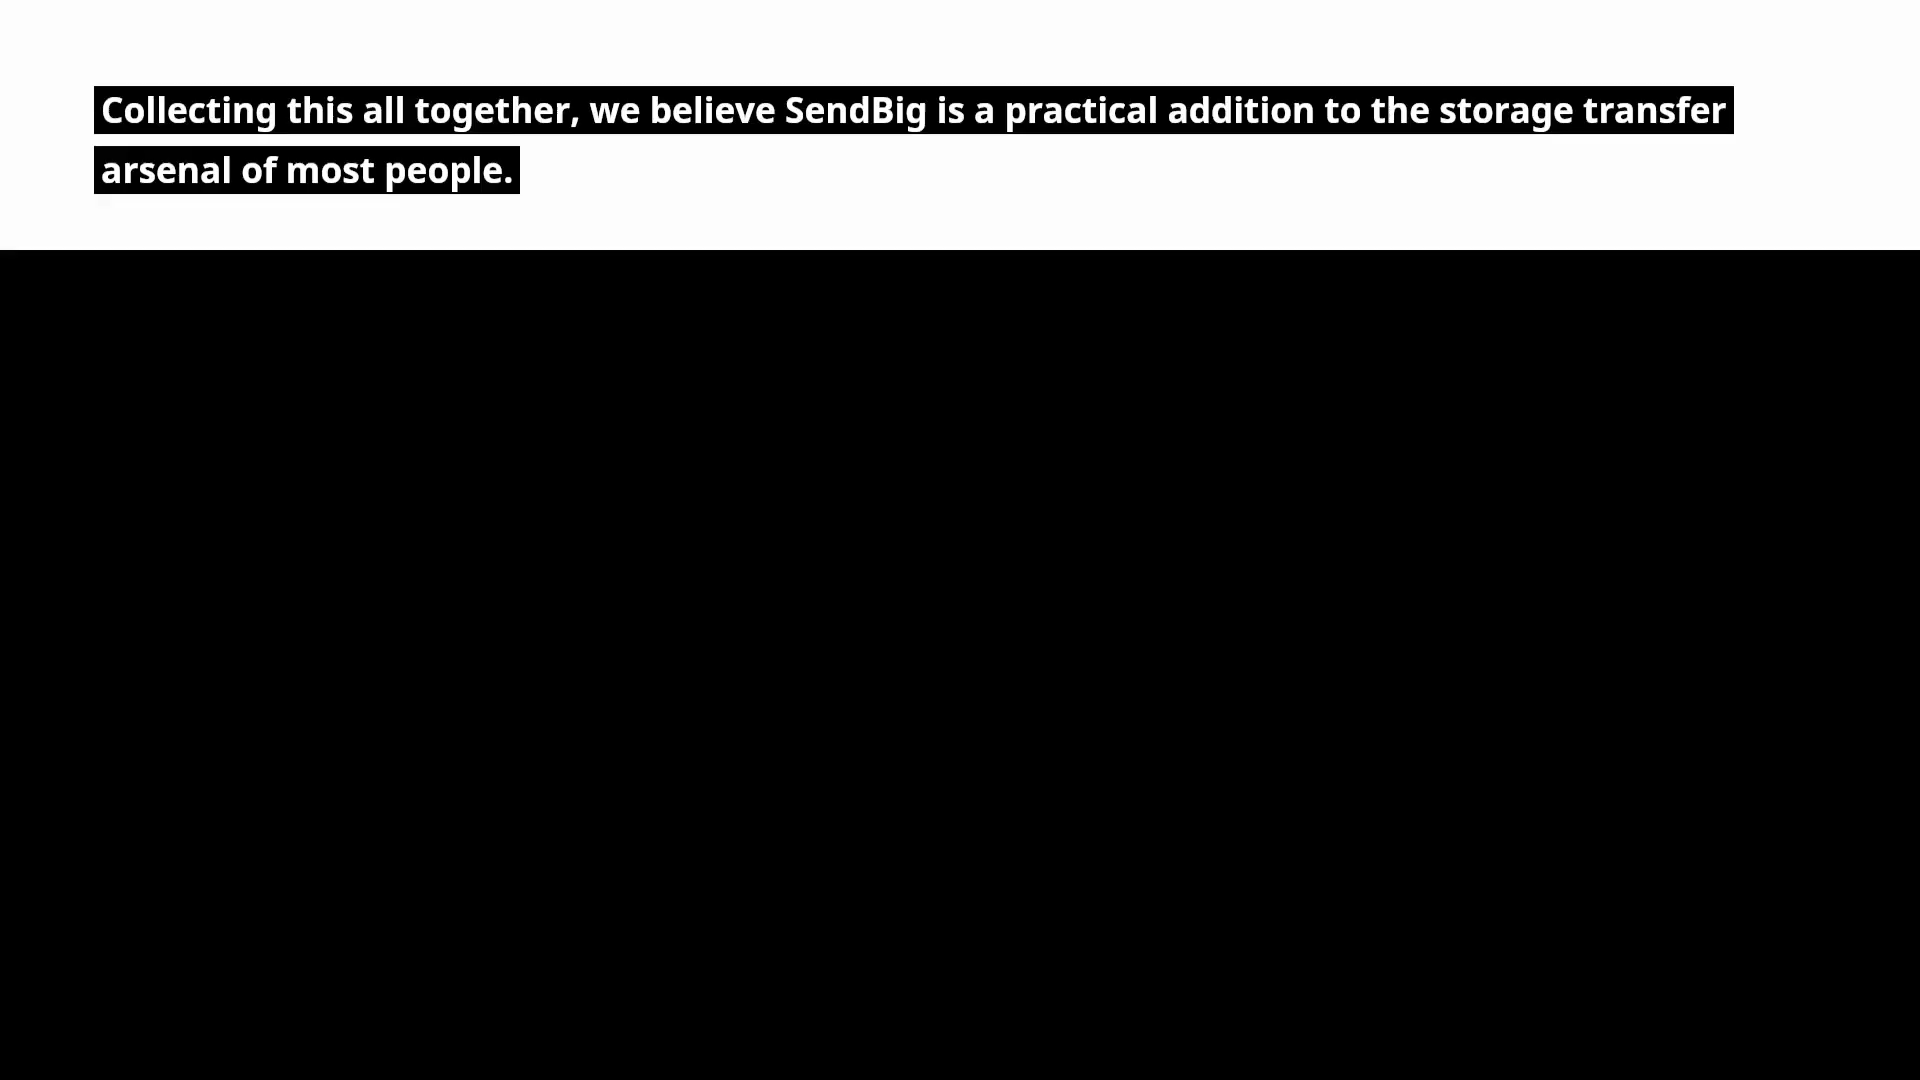 Collecting this all together, we believe SendBig is a practical addition to the storage transfer
arsenal of most people.